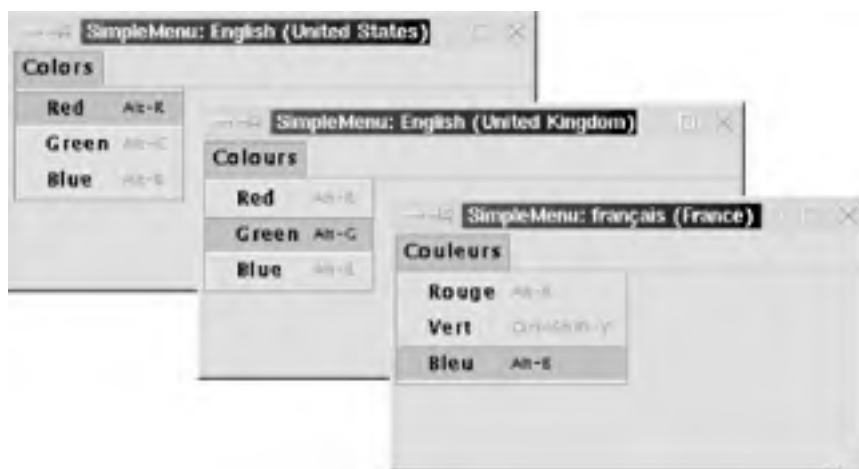 SimpleMenu: English (United States)
Colors
Red Alt-R
Green
Blue
SimpleMenu: English (United Kingdom)
Colours
Red
Green Alt-G
Blue
SimpleMenu: français (France)
Couleurs
Rouge
Vert
Bleu Alt-B